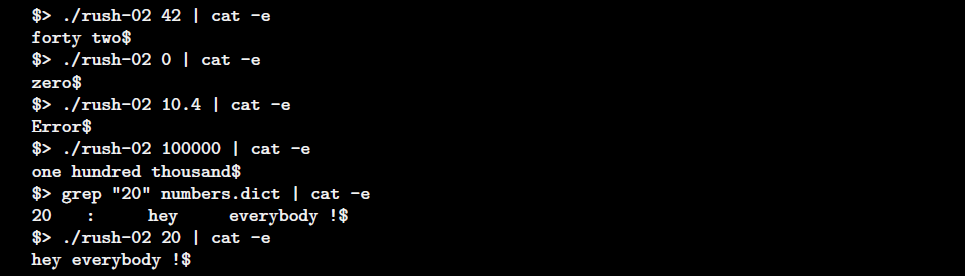 $> ./rush-02 42 | cat -e
forty two$
$> ./rush-02 0 | cat -e
zero$
$> ./rush-02 10.4 | cat -e
Error$
$> ./rush-02 100000 | cat -e
one hundred thousand$
$> grep "20" numbers.dict | cat -e
20   :     hey     everybody !$
$> ./rush-02 20 | cat -e
hey everybody !$